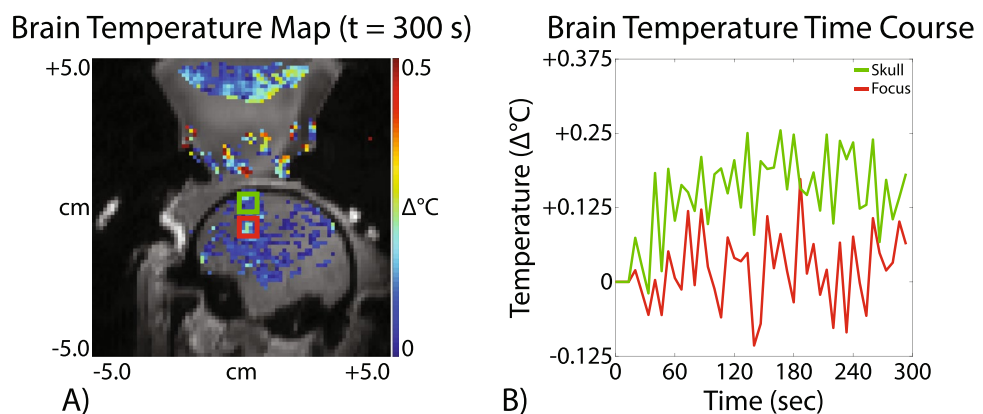 Brain Temperature Map (t = 300 s)
+5.0
cm
-5.0
-5.0
cm
+5.0
0.5
Δ°C
0
A)
Brain Temperature Time Course
+0.375
+0.25
+0.125
0
-0.125
Temperature (Δ°C)
Skull
Focus
0
60
120
180
240
300
Time (sec)
B)